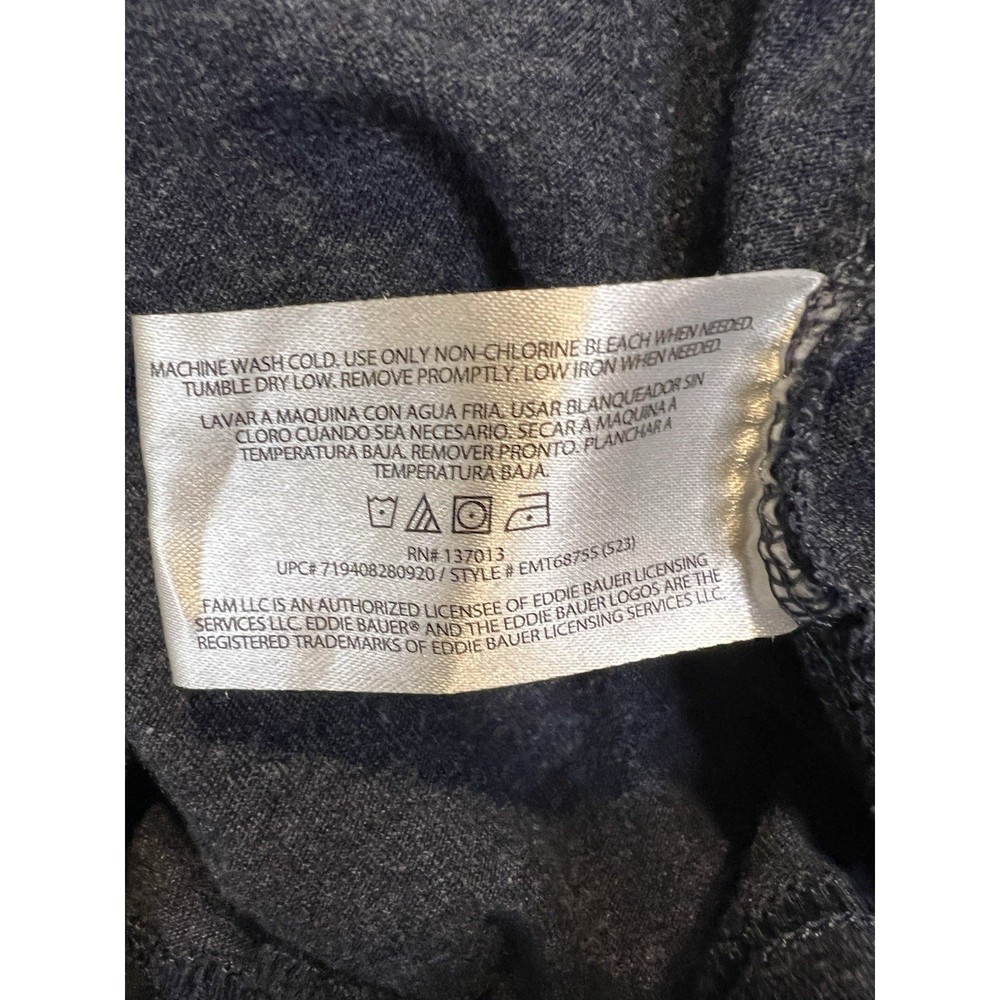 MACHINE WASH COLD. USE ONLY NON-CHLORINE BLEACH WHEN NEEDED.
TUMBLE DRY LOW. REMOVE PROMPTLY. LOW IRON WHEN NEEDED.
LAVAR A MAQUINA CON AGUA FRIA. USAR BLANQUEADOR SIN
CLORO CUANDO SEA NECESARIO. SECAR A MAQUINA A
TEMPERATURA BAJA. REMOVER PRONTO. PLANCHAR A
TEMPERATURA BAJA.
RN# 137013
UPC# 719408280920 / STYLE # EMT6875S (S23)
FAM LLC IS AN AUTHORIZED LICENSEE OF EDDIE BAUER LICENSING
SERVICES LLC. EDDIE BAUER® AND THE EDDIE BAUER LOGOS ARE THE
REGISTERED TRADEMARKS OF EDDIE BAUER LICENSING SERVICES LLC.